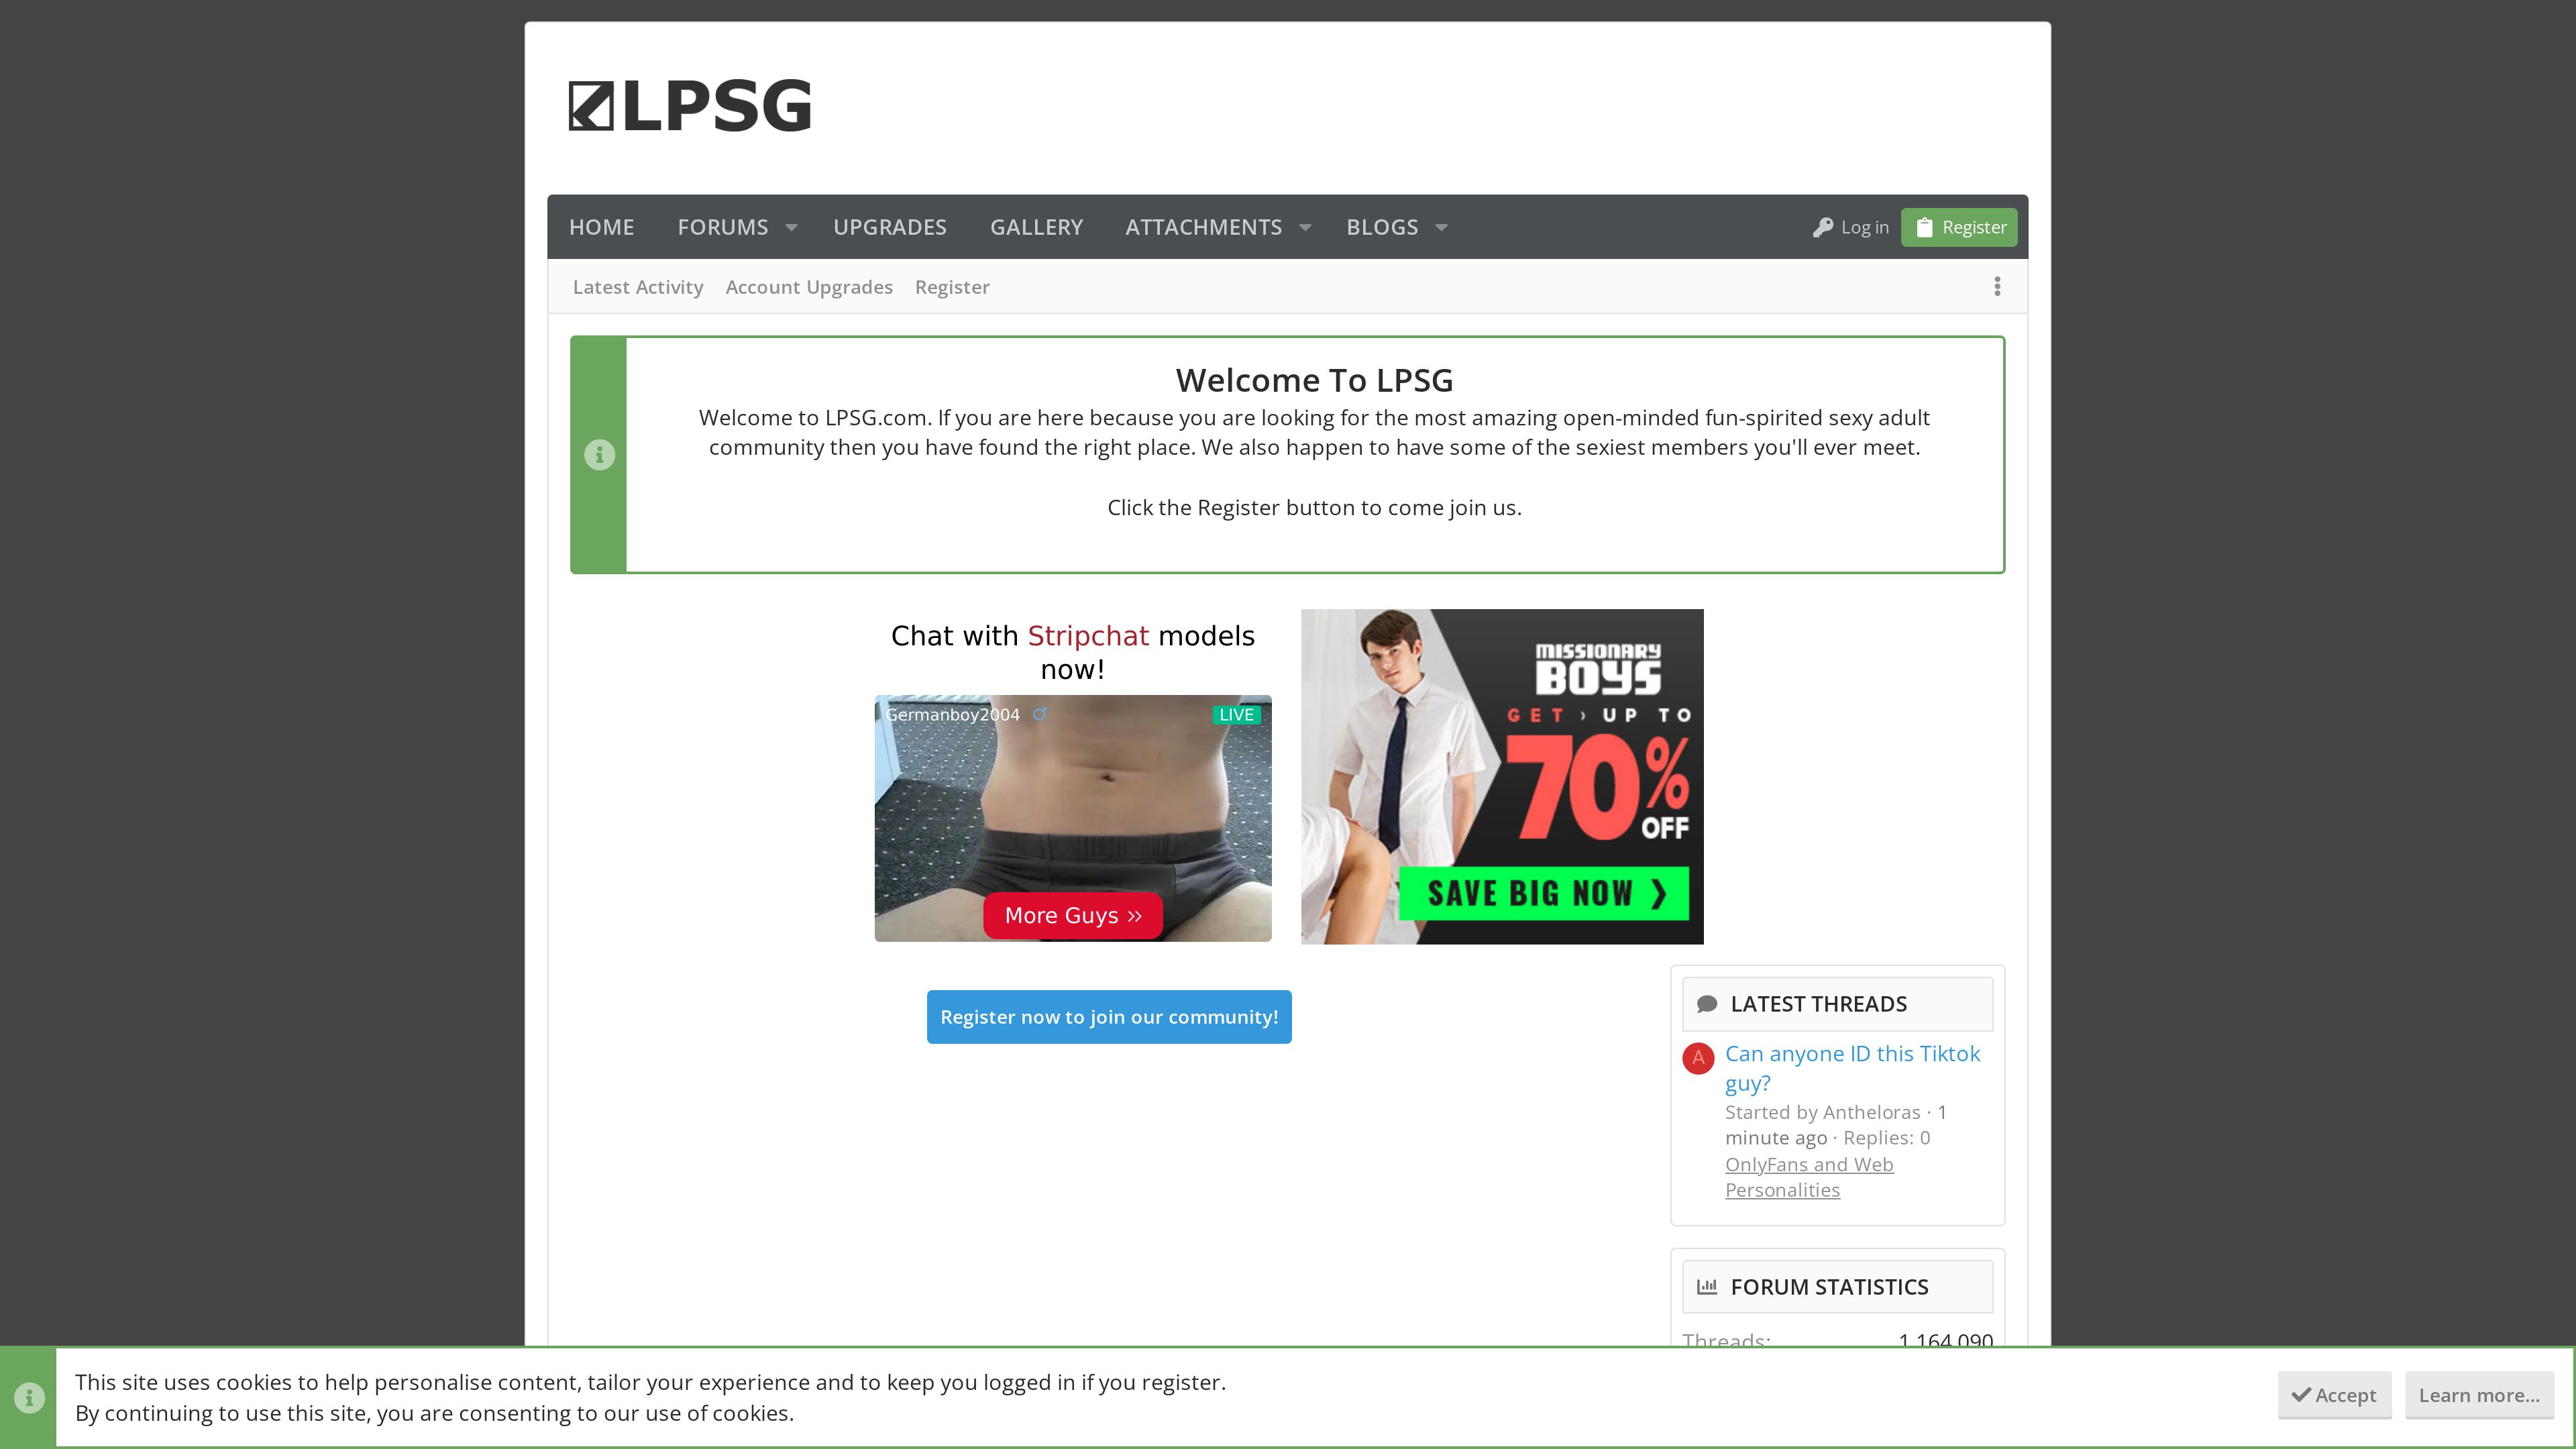 LPSG
HOME FORUMS UPGRADES GALLERY ATTACHMENTS BLOGS Log in Register
Latest Activity Account Upgrades Register
Welcome To LPSG
Welcome to LPSG.com. If you are here because you are looking for the most amazing open-minded fun-spirited sexy adult
community then you have found the right place. We also happen to have some of the sexiest members you'll ever meet.
Click the Register button to come join us.
Chat with Stripchat models
now!
Germanboy2004 LIVE
More Guys »
MISSIONARY
BOYS
GET › UP TO
70%
OFF
SAVE BIG NOW ❯
Register now to join our community!
LATEST THREADS
A
Can anyone ID this Tiktok
guy?
Started by Antheloras · 1
minute ago · Replies: 0
OnlyFans and Web
Personalities
FORUM STATISTICS
Threads: 1,164,090
This site uses cookies to help personalise content, tailor your experience and to keep you logged in if you register.
By continuing to use this site, you are consenting to our use of cookies.
Accept Learn more...